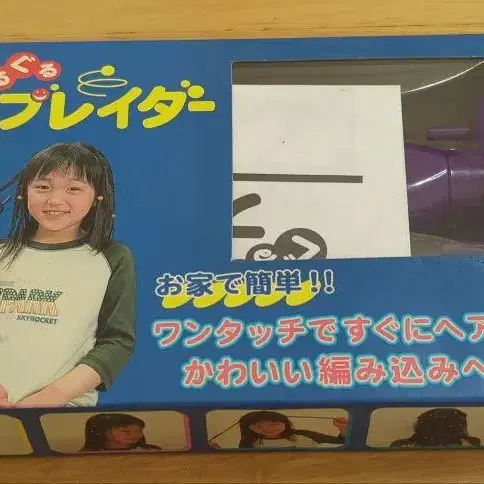 るぐる
ブレイダー
お家で簡単!!
ワンタッチですぐにヘア
かわいい編み込みヘ
PARK
SKYROCKET